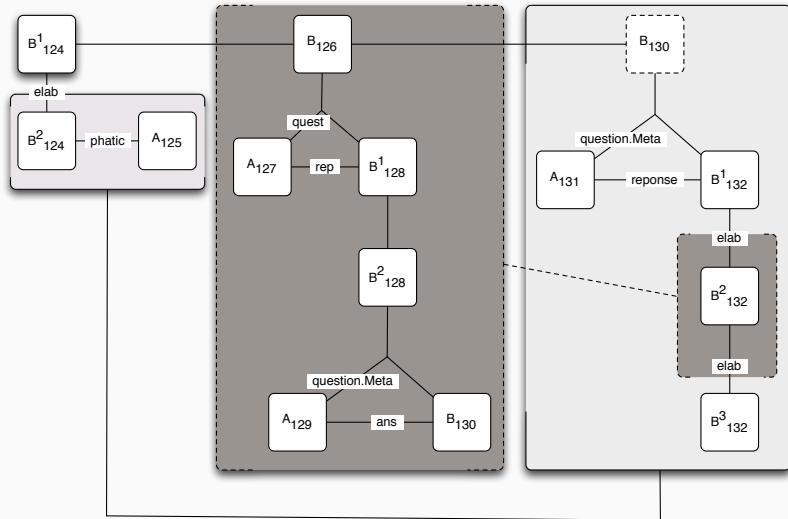 B¹₁₂₄
B₁₂₆
B₁₃₀
elab
quest
B²₁₂₄
phatic
A₁₂₅
question.Meta
A₁₂₇
rep
B¹₁₂₈
A₁₃₁
reponse
B¹₁₃₂
elab
B²₁₂₈
B²₁₃₂
elab
question.Meta
A₁₂₉
ans
B₁₃₀
B³₁₃₂